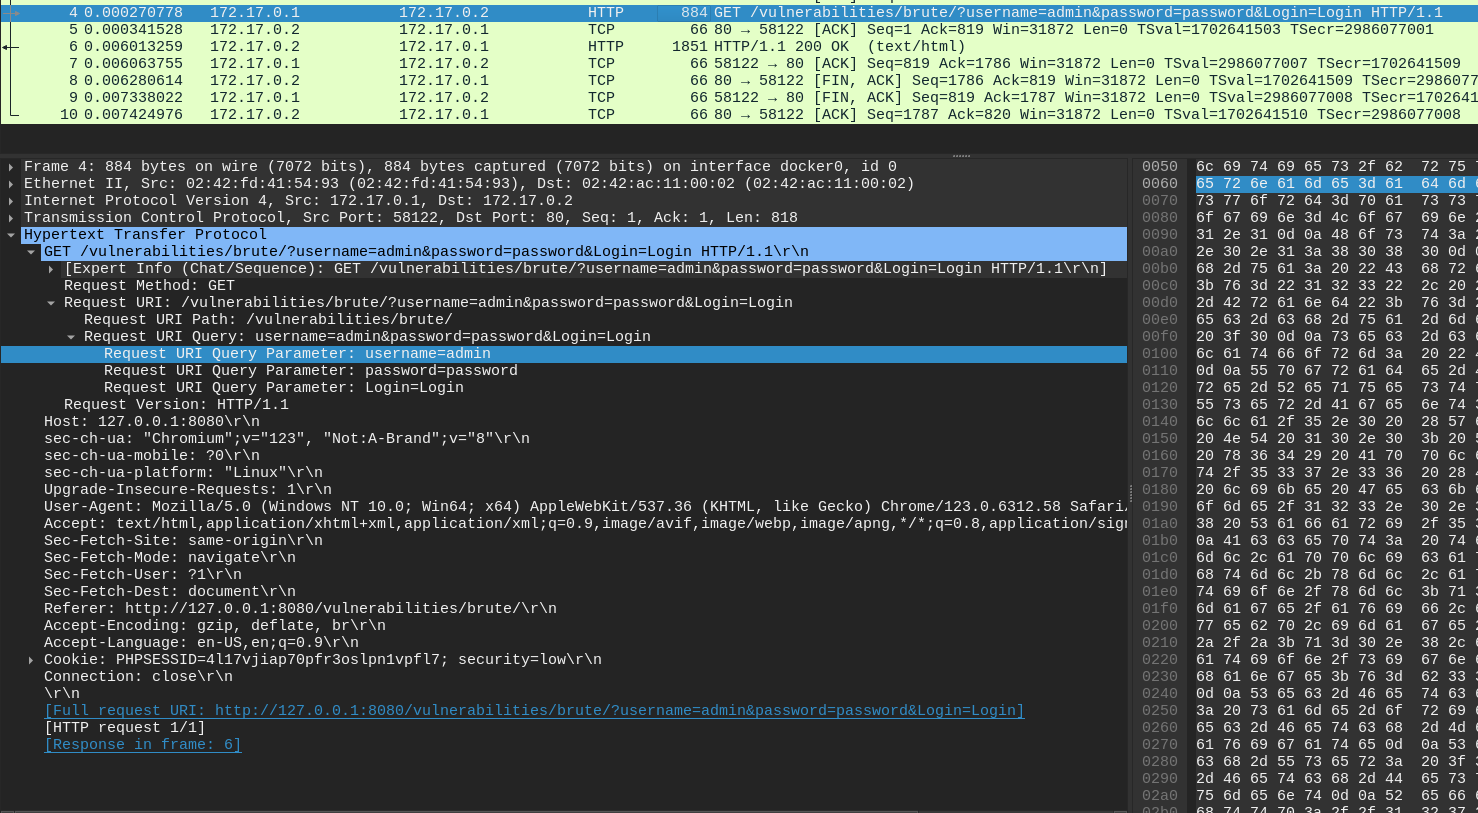 4 0.000270778 172.17.0.1 172.17.0.2 HTTP 884 GET /vulnerabilities/brute/?username=admin&password=password&Login=Login HTTP/1.1
5 0.000341528 172.17.0.2 172.17.0.1 TCP 66 80 → 58122 [ACK] Seq=1 Ack=819 Win=31872 Len=0 TSval=1702641503 TSecr=2986077001
6 0.006013259 172.17.0.2 172.17.0.1 HTTP 1851 HTTP/1.1 200 OK (text/html)
7 0.006063755 172.17.0.1 172.17.0.2 TCP 66 58122 → 80 [ACK] Seq=819 Ack=1786 Win=31872 Len=0 TSval=2986077007 TSecr=1702641509
8 0.006280614 172.17.0.2 172.17.0.1 TCP 66 80 → 58122 [FIN, ACK] Seq=1786 Ack=819 Win=31872 Len=0 TSval=1702641509 TSecr=2986077
9 0.007338022 172.17.0.1 172.17.0.2 TCP 66 58122 → 80 [FIN, ACK] Seq=819 Ack=1787 Win=31872 Len=0 TSval=2986077008 TSecr=1702641
10 0.007424976 172.17.0.2 172.17.0.1 TCP 66 80 → 58122 [ACK] Seq=1787 Ack=820 Win=31872 Len=0 TSval=1702641510 TSecr=2986077008
Frame 4: 884 bytes on wire (7072 bits), 884 bytes captured (7072 bits) on interface docker0, id 0
Ethernet II, Src: 02:42:fd:41:54:93 (02:42:fd:41:54:93), Dst: 02:42:ac:11:00:02 (02:42:ac:11:00:02)
Internet Protocol Version 4, Src: 172.17.0.1, Dst: 172.17.0.2
Transmission Control Protocol, Src Port: 58122, Dst Port: 80, Seq: 1, Ack: 1, Len: 818
Hypertext Transfer Protocol
GET /vulnerabilities/brute/?username=admin&password=password&Login=Login HTTP/1.1\r\n
[Expert Info (Chat/Sequence): GET /vulnerabilities/brute/?username=admin&password=password&Login=Login HTTP/1.1\r\n]
Request Method: GET
Request URI: /vulnerabilities/brute/?username=admin&password=password&Login=Login
Request URI Path: /vulnerabilities/brute/
Request URI Query: username=admin&password=password&Login=Login
Request URI Query Parameter: username=admin
Request URI Query Parameter: password=password
Request URI Query Parameter: Login=Login
Request Version: HTTP/1.1
Host: 127.0.0.1:8080\r\n
sec-ch-ua: "Chromium";v="123", "Not:A-Brand";v="8"\r\n
sec-ch-ua-mobile: ?0\r\n
sec-ch-ua-platform: "Linux"\r\n
Upgrade-Insecure-Requests: 1\r\n
User-Agent: Mozilla/5.0 (Windows NT 10.0; Win64; x64) AppleWebKit/537.36 (KHTML, like Gecko) Chrome/123.0.6312.58 Safari/
Accept: text/html,application/xhtml+xml,application/xml;q=0.9,image/avif,image/webp,image/apng,*/*;q=0.8,application/sig
Sec-Fetch-Site: same-origin\r\n
Sec-Fetch-Mode: navigate\r\n
Sec-Fetch-User: ?1\r\n
Sec-Fetch-Dest: document\r\n
Referer: http://127.0.0.1:8080/vulnerabilities/brute/\r\n
Accept-Encoding: gzip, deflate, br\r\n
Accept-Language: en-US,en;q=0.9\r\n
Cookie: PHPSESSID=4l17vjiap70pfr3oslpn1vpfl7; security=low\r\n
Connection: close\r\n
\r\n
[Full request URI: http://127.0.0.1:8080/vulnerabilities/brute/?username=admin&password=password&Login=Login]
[HTTP request 1/1]
[Response in frame: 6]
0050 6c 69 74 69 65 73 2f 62 72 75
0060 65 72 6e 61 6d 65 3d 61 64 6d
0070 73 77 6f 72 64 3d 70 61 73 73
0080 6f 67 69 6e 3d 4c 6f 67 69 6e
0090 31 2e 31 0d 0a 48 6f 73 74 3a
00a0 2e 30 2e 31 3a 38 30 38 30 0d
00b0 68 2d 75 61 3a 20 22 43 68 72
00c0 3b 76 3d 22 31 32 33 22 2c 20
00d0 2d 42 72 61 6e 64 22 3b 76 3d
00e0 65 63 2d 63 68 2d 75 61 2d 6d
00f0 20 3f 30 0d 0a 73 65 63 2d 63
0100 6c 61 74 66 6f 72 6d 3a 20 22
0110 0d 0a 55 70 67 72 61 64 65 2d
0120 72 65 2d 52 65 71 75 65 73 74
0130 55 73 65 72 2d 41 67 65 6e 74
0140 6c 6c 61 2f 35 2e 30 20 28 57
0150 20 4e 54 20 31 30 2e 30 3b 20
0160 20 78 36 34 29 20 41 70 70 6c
0170 74 2f 35 33 37 2e 33 36 20 28
0180 20 6c 69 6b 65 20 47 65 63 6b
0190 6f 6d 65 2f 31 32 33 2e 30 2e
01a0 38 20 53 61 66 61 72 69 2f 35
01b0 0a 41 63 63 65 70 74 3a 20 74
01c0 6d 6c 2c 61 70 70 6c 69 63 61
01d0 68 74 6d 6c 2b 78 6d 6c 2c 61
01e0 74 69 6f 6e 2f 78 6d 6c 3b 71
01f0 6d 61 67 65 2f 61 76 69 66 2c
0200 77 65 62 70 2c 69 6d 61 67 65
0210 2a 2f 2a 3b 71 3d 30 2e 38 2c
0220 61 74 69 6f 6e 2f 73 69 67 6e
0230 68 61 6e 67 65 3b 76 3d 62 33
0240 0d 0a 53 65 63 2d 46 65 74 63
0250 3a 20 73 61 6d 65 2d 6f 72 69
0260 65 63 2d 46 65 74 63 68 2d 4d
0270 61 76 69 67 61 74 65 0d 0a 53
0280 63 68 2d 55 73 65 72 3a 20 3f
0290 2d 46 65 74 63 68 2d 44 65 73
02a0 75 6d 65 6e 74 0d 0a 52 65 66
02b0 68 74 74 70 3a 2f 2f 31 32 37